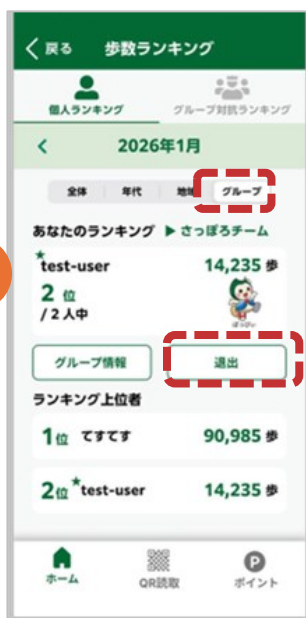 戻る 歩数ランキング
個人ランキング グループ対抗ランキング
2026年1月
全体 年代 地域 グループ
あなたのランキング ▶ さっぽろチーム
★test-user 14,235 歩
2 位
/ 2 人中
グループ情報 退出
ランキング上位者
1位 てすてす 90,985 歩
2位 ★test-user 14,235 歩
P
ホーム QR読取 ポイント